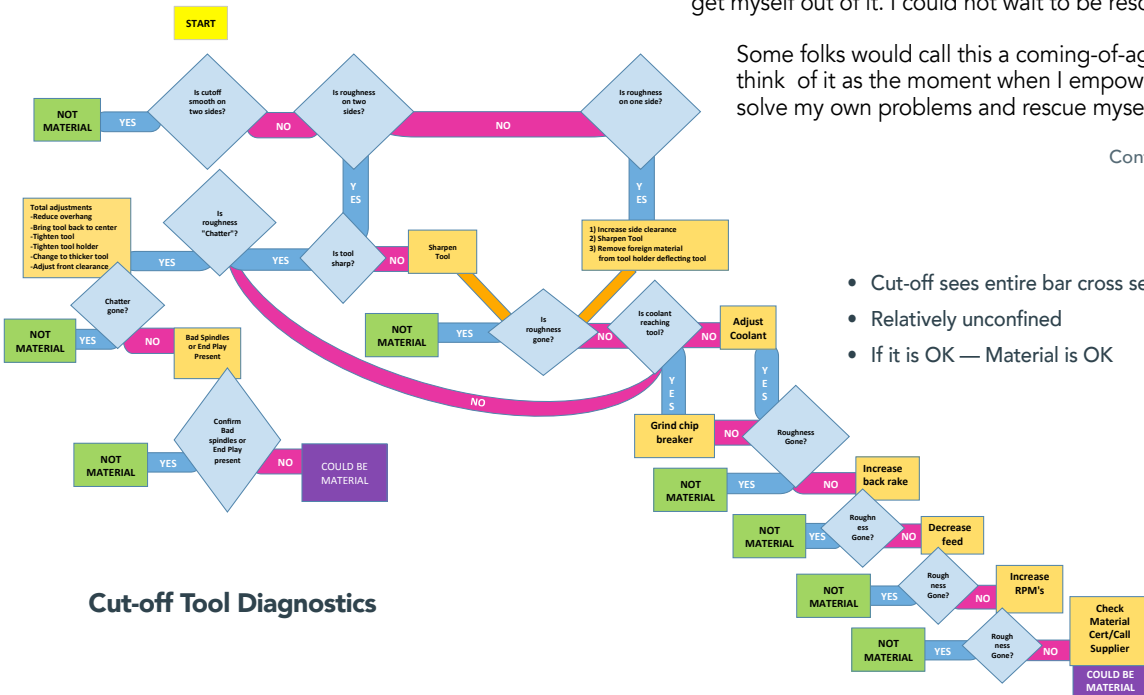 get myself out of it. I could not wait to be resc
Some folks would call this a coming-of-ag
think of it as the moment when I empow
solve my own problems and rescue myse
Con
START
Is cutoff
smooth on
two sides?
Is roughness
on two
sides?
Is roughness
on one side?
NOT
MATERIAL
YES
NO
NO
Y
ES
Y
ES
Total adjustments
-Reduce overhang
-Bring tool back to center
-Tighten tool
-Tighten tool holder
-Change to thicker tool
-Adjust front clearance
YES
Is
roughness
"Chatter"?
YES
Is tool
sharp?
NO
Sharpen
Tool
1) Increase side clearance
2) Sharpen Tool
3) Remove foreign material
from tool holder deflecting tool
• Cut-off sees entire bar cross se
• Relatively unconfined
• If it is OK — Material is OK
Chatter
gone?
NOT
MATERIAL
YES
NO
Bad Spindles
or End Play
Present
NOT
MATERIAL
YES
Is
roughness
gone?
NO
Is coolant
reaching
tool?
NO
Adjust
Coolant
NO
Y
E
S
Y
E
S
Confirm
Bad
spindles or
End Play
present
NOT
MATERIAL
YES
NO
COULD BE
MATERIAL
Grind chip
breaker
NO
Roughness
Gone?
NOT
MATERIAL
YES
NO
Increase
back rake
NOT
MATERIAL
YES
Roughn
ess
Gone?
NO
Decrease
feed
NOT
MATERIAL
YES
Rough
ness
Gone?
NO
Increase
RPM's
NOT
MATERIAL
YES
Rough
ness
Gone?
NO
Check
Material
Cert/Call
Supplier
COULD BE
MATERIAL
Cut-off Tool Diagnostics